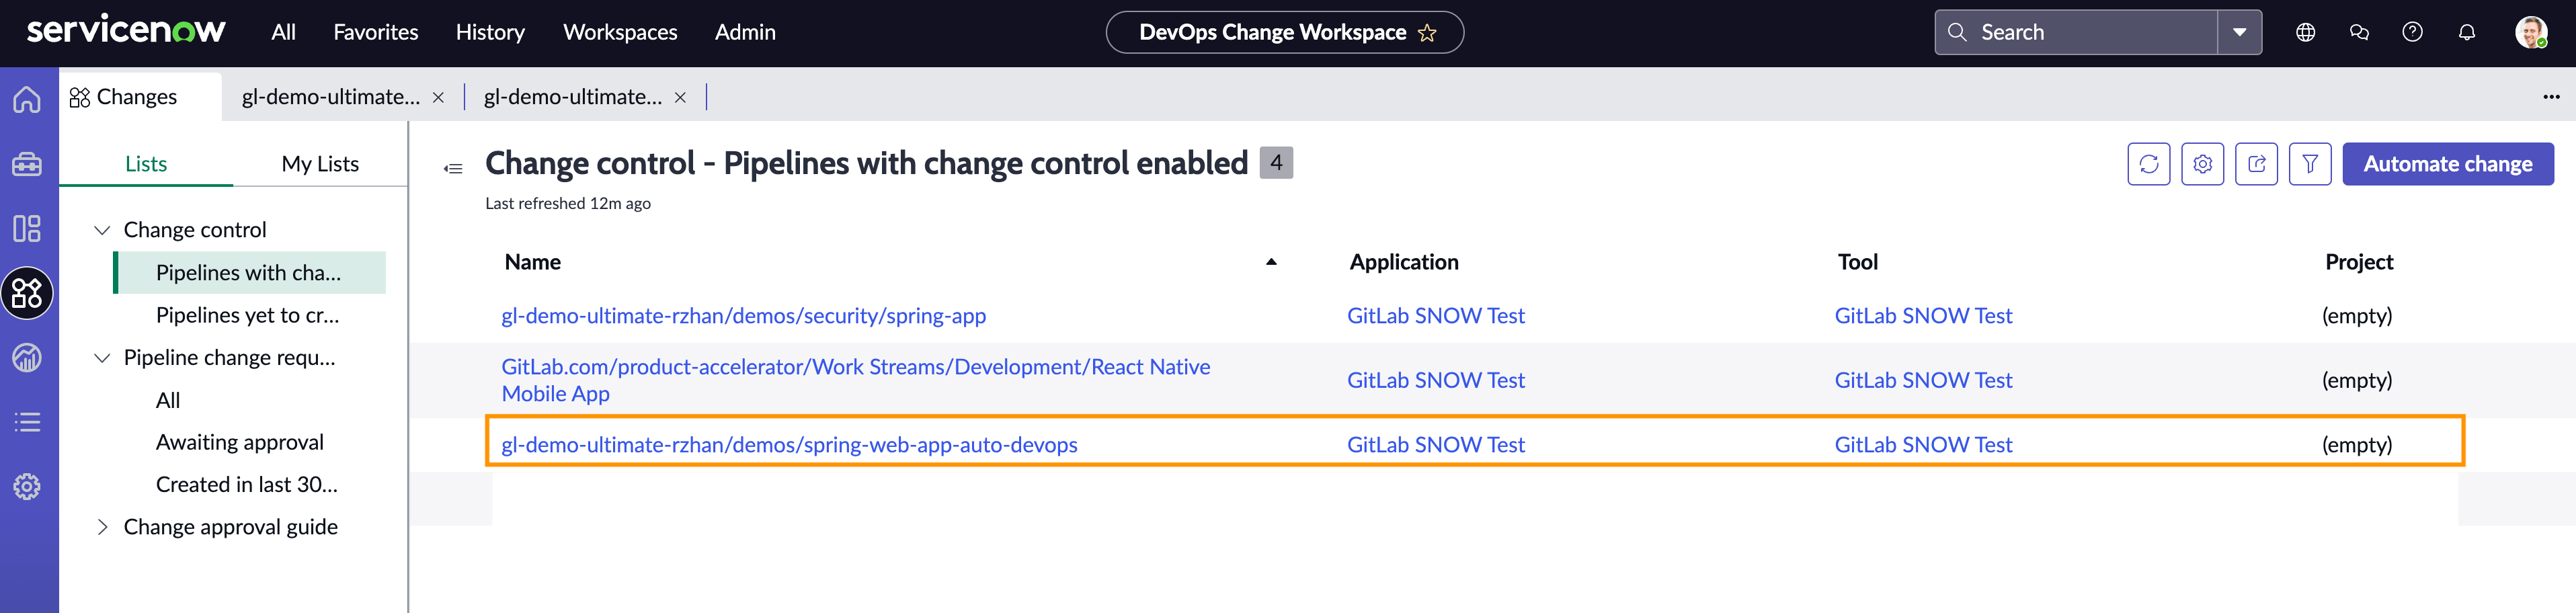 servicenow All Favorites History Workspaces Admin DevOps Change Workspace Search
Changes gl-demo-ultimate... gl-demo-ultimate...
Lists My Lists
Change control
Pipelines with cha...
Pipelines yet to cr...
Pipeline change requ...
All
Awaiting approval
Created in last 30...
Change approval guide
Change control - Pipelines with change control enabled 4
Automate change
Last refreshed 12m ago
Name Application Tool Project
gl-demo-ultimate-rzhan/demos/security/spring-app GitLab SNOW Test GitLab SNOW Test (empty)
GitLab.com/product-accelerator/Work Streams/Development/React Native
Mobile App GitLab SNOW Test GitLab SNOW Test (empty)
gl-demo-ultimate-rzhan/demos/spring-web-app-auto-devops GitLab SNOW Test GitLab SNOW Test (empty)